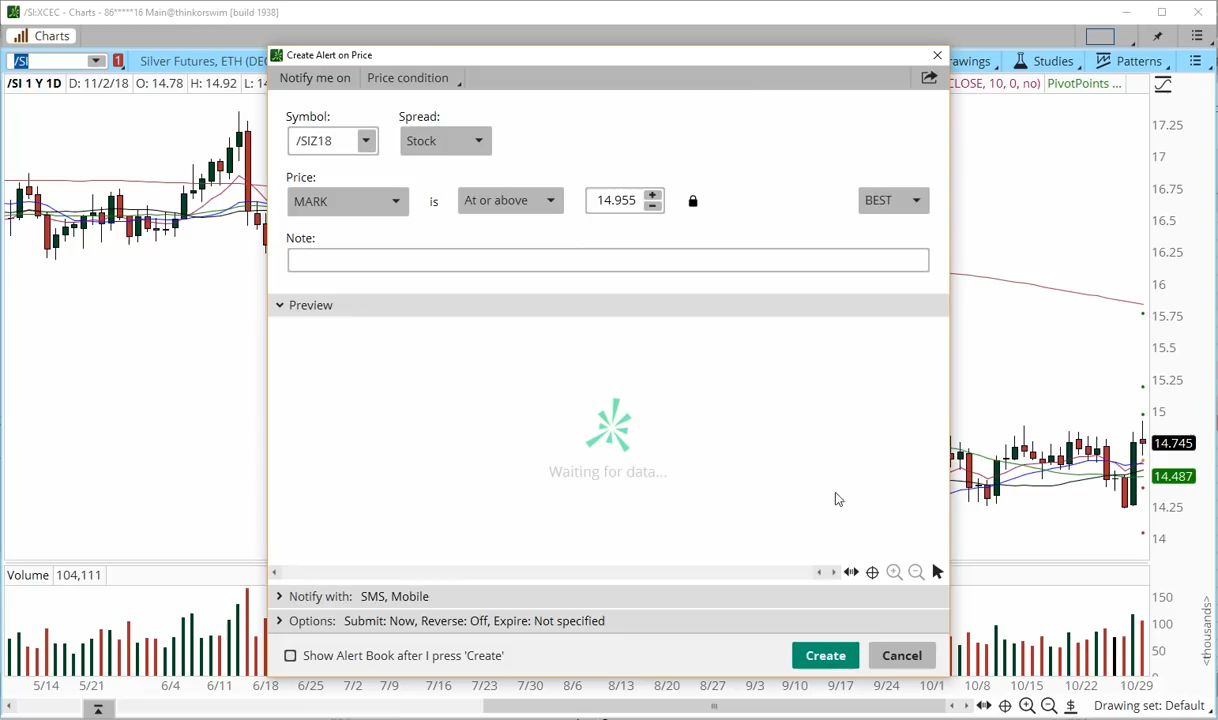 /SI:XCEC - Charts - 86*****16 Main@thinkorswim [build 1938]
Charts
/SI
1
Silver Futures, ETH (DEC
awings
Studies
Patterns
/SI 1 Y 1D
D: 11/2/18
O: 14.78
H: 14.92
L: 14
CLOSE, 10, 0, no)
PivotPoints ...
Create Alert on Price
Notify me on
Price condition
Symbol:
Spread:
/SIZ18
Stock
Price:
MARK
is
At or above
14.955
BEST
Note:
Preview
Waiting for data...
Notify with: SMS, Mobile
Options: Submit: Now, Reverse: Off, Expire: Not specified
Show Alert Book after I press 'Create'
Create
Cancel
17.25
17
16.75
16.5
16.25
16
15.75
15.5
15.25
15
14.745
14.487
14.25
14
Volume
104,111
150
100
50
<thousands>
5/14
5/21
6/4
6/11
6/18
6/25
7/2
7/9
7/16
7/23
7/30
8/6
8/13
8/20
8/27
9/3
9/10
9/17
9/24
10/1
10/8
10/15
10/22
10/29
$
Drawing set: Default